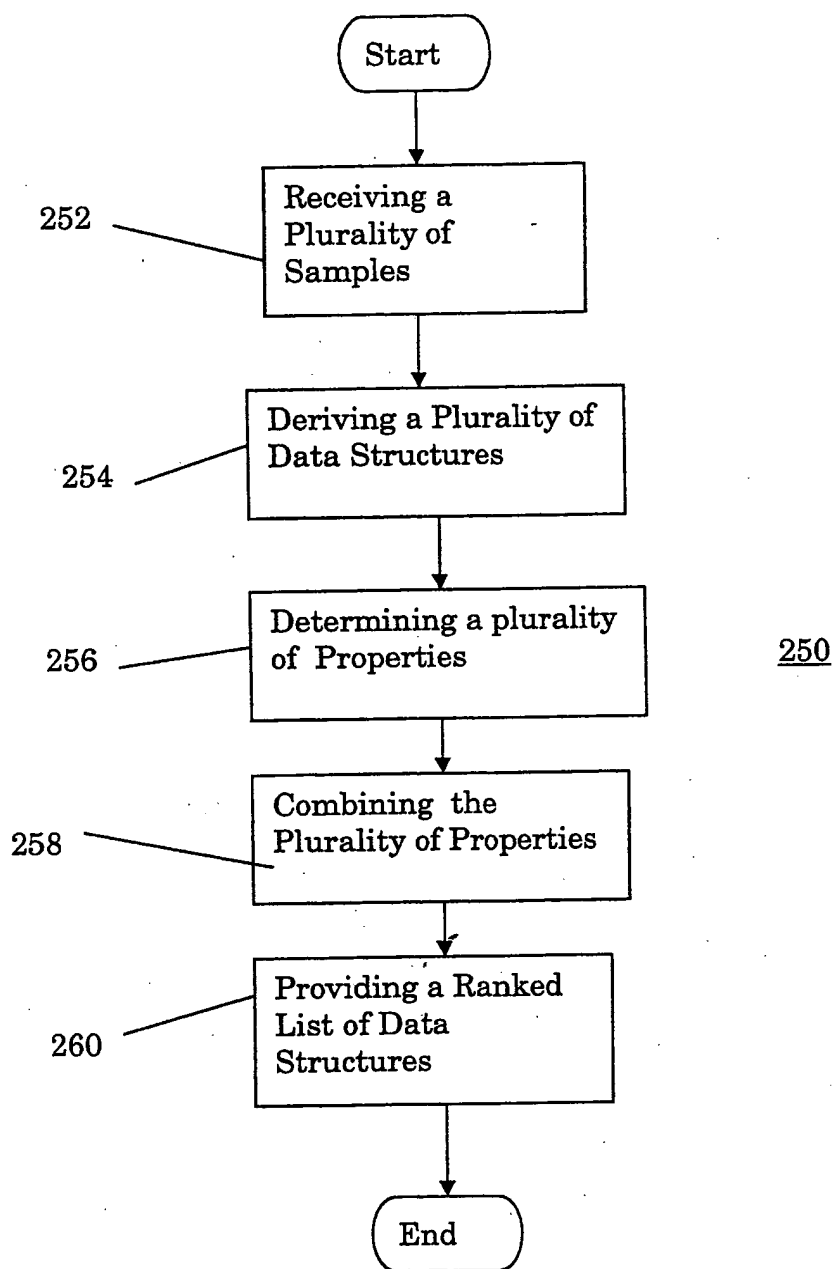 Start
252
Receiving a
Plurality of
Samples
254
Deriving a Plurality of
Data Structures
256
Determining a plurality
of Properties
250
258
Combining the
Plurality of Properties
260
Providing a Ranked
List of Data
Structures
End